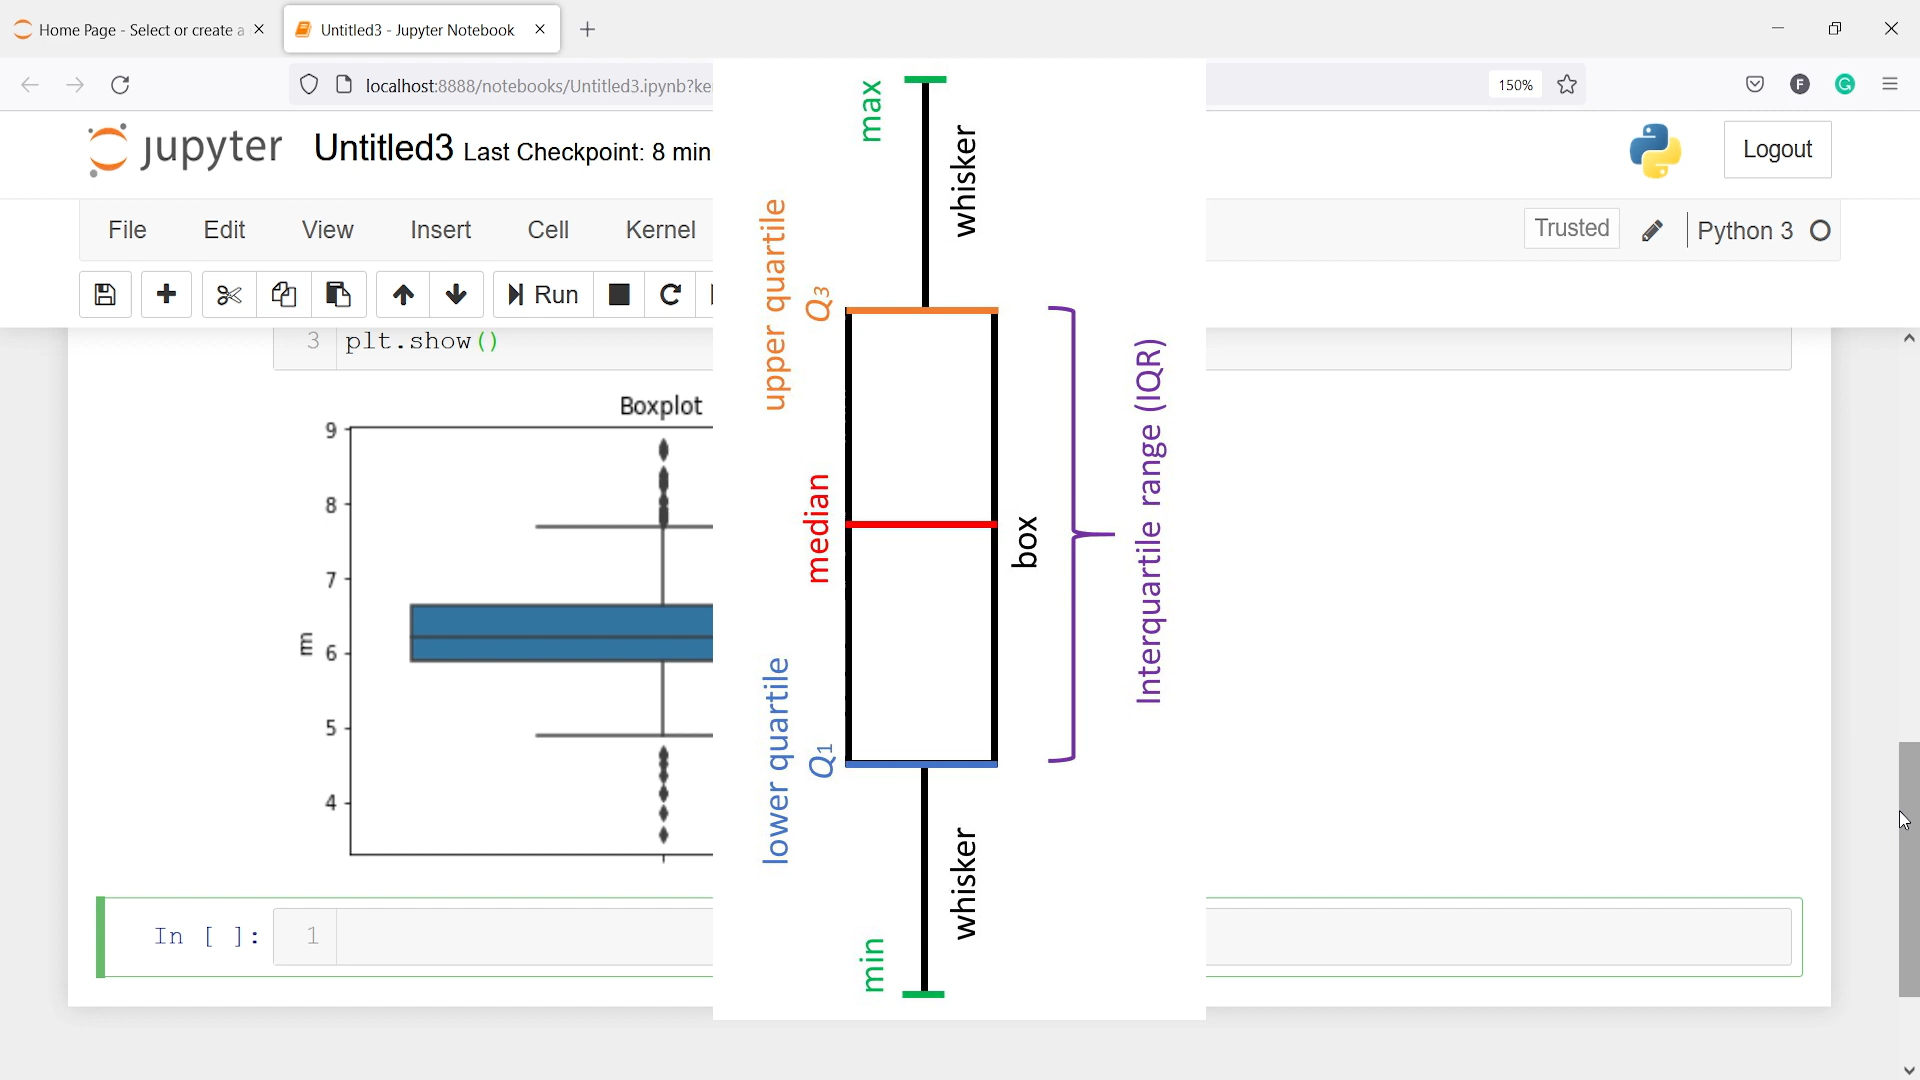 Home Page - Select or create a
Untitled3 - Jupyter Notebook
localhost:8888/notebooks/Untitled3.ipynb?ke
150%
F
G
jupyter Untitled3 Last Checkpoint: 8 min
Logout
File Edit View Insert Cell Kernel
Trusted
Python 3
Run
3 plt.show()
Boxplot
9
8
7
6
5
4
rm
max
whisker
upper quartile
Q3
median
box
Interquartile range (IQR)
lower quartile
Q1
whisker
min
In [ ]: 1